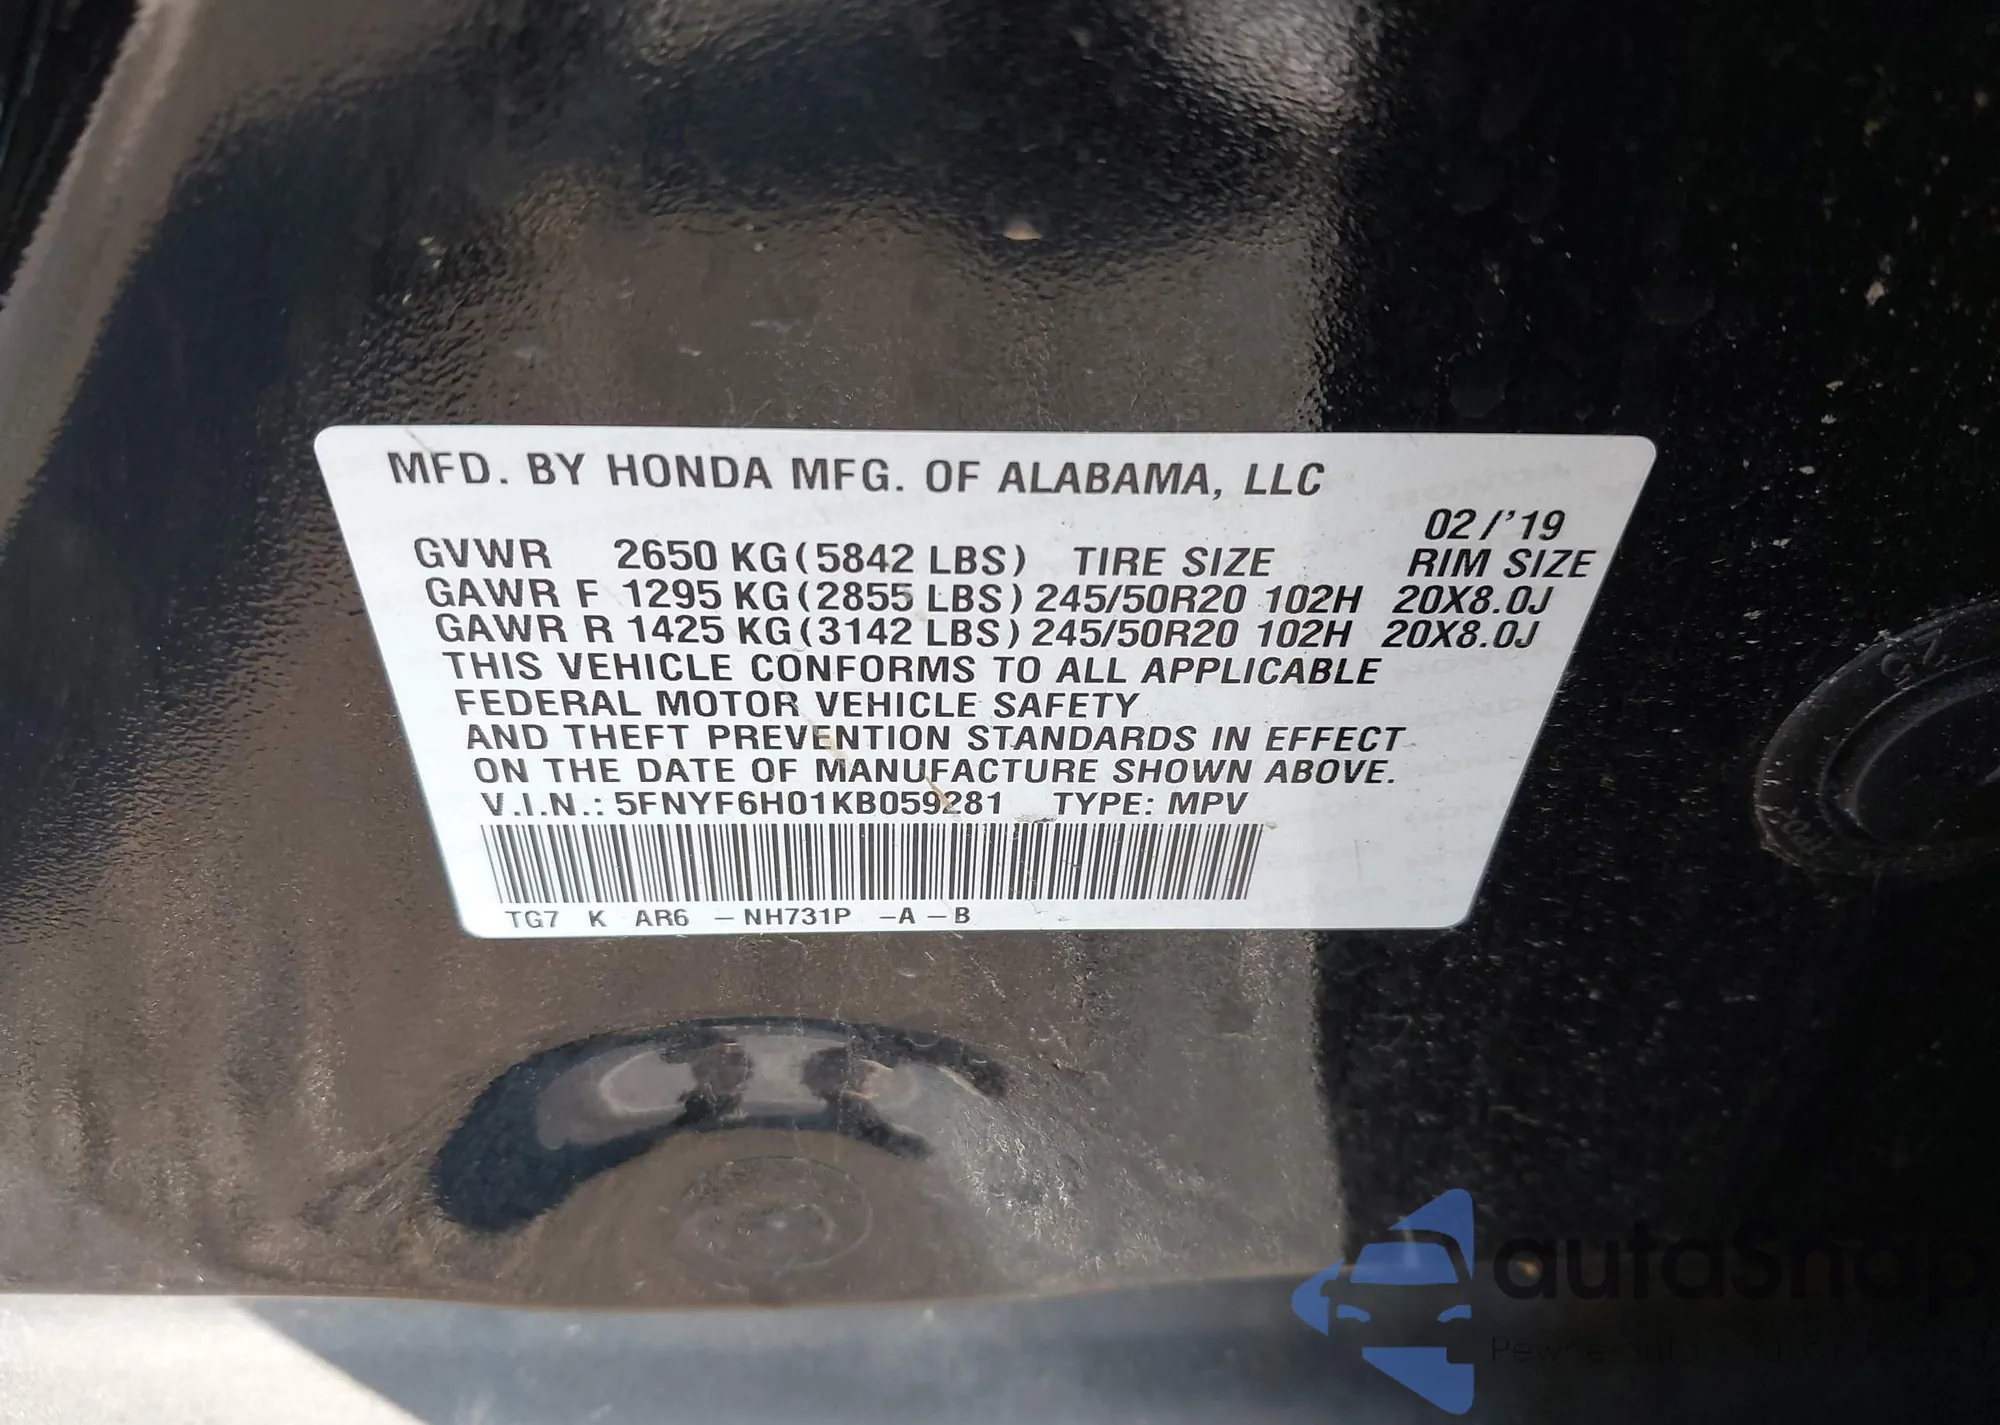 MFD. BY HONDA MFG. OF ALABAMA, LLC
02/'19
GVWR 2650 KG (5842 LBS) TIRE SIZE RIM SIZE
GAWR F 1295 KG (2855 LBS) 245/50R20 102H 20X8.0J
GAWR R 1425 KG (3142 LBS) 245/50R20 102H 20X8.0J
THIS VEHICLE CONFORMS TO ALL APPLICABLE
FEDERAL MOTOR VEHICLE SAFETY
AND THEFT PREVENTION STANDARDS IN EFFECT
ON THE DATE OF MANUFACTURE SHOWN ABOVE.
V.I.N.: 5FNYF6H01KB059281 TYPE: MPV
TG7 K AR6 - NH731P - A - B
autaSnap